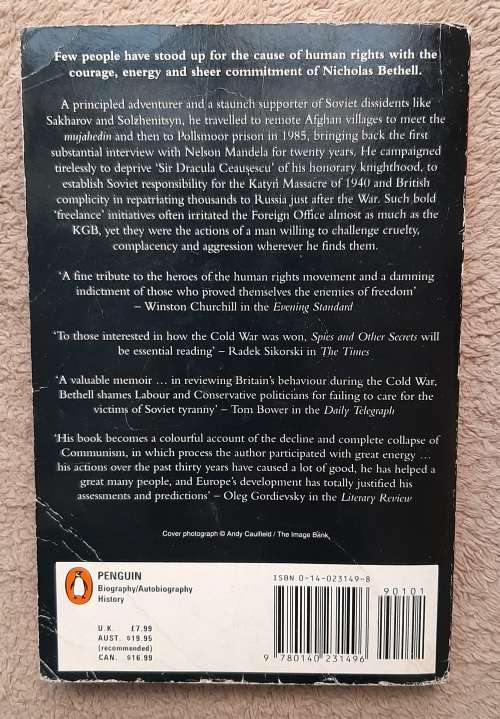 Few people have stood up for the cause of human rights with the
courage, energy and sheer commitment of Nicholas Bethell.
A principled adventurer and a staunch supporter of Soviet dissidents like
Sakharov and Solzhenitsyn, he travelled to remote Afghan villages to meet the
mujahedin and then to Pollsmoor prison in 1985, bringing back the first
substantial interview with Nelson Mandela for twenty years. He campaigned
tirelessly to deprive 'Sir Dracula Ceauşescu' of his honorary knighthood, to
establish Soviet responsibility for the Katyń Massacre of 1940 and British
complicity in repatriating thousands to Russia just after the War. Such bold
'freelance' initiatives often irritated the Foreign Office almost as much as the
KGB, yet they were the actions of a man willing to challenge cruelty,
complacency and aggression wherever he finds them.
'A fine tribute to the heroes of the human rights movement and a damning
indictment of those who proved themselves the enemies of freedom'
– Winston Churchill in the Evening Standard
'To those interested in how the Cold War was won, Spies and Other Secrets will
be essential reading' – Radek Sikorski in The Times
'A valuable memoir … in reviewing Britain's behaviour during the Cold War,
Bethell shames Labour and Conservative politicians for failing to care for the
victims of Soviet tyranny' – Tom Bower in the Daily Telegraph
'His book becomes a colourful account of the decline and complete collapse of
Communism, in which process the author participated with great energy …
his actions over the past thirty years have caused a lot of good, he has helped a
great many people, and Europe's development has totally justified his
assessments and predictions' – Oleg Gordievsky in the Literary Review
Cover photograph © Andy Caulfield / The Image Bank
PENGUIN
Biography/Autobiography
History
U.K. £7.99
AUST. $19.95
(recommended)
CAN. $16.99
ISBN 0-14-023149-8
90101
9 780140 231496